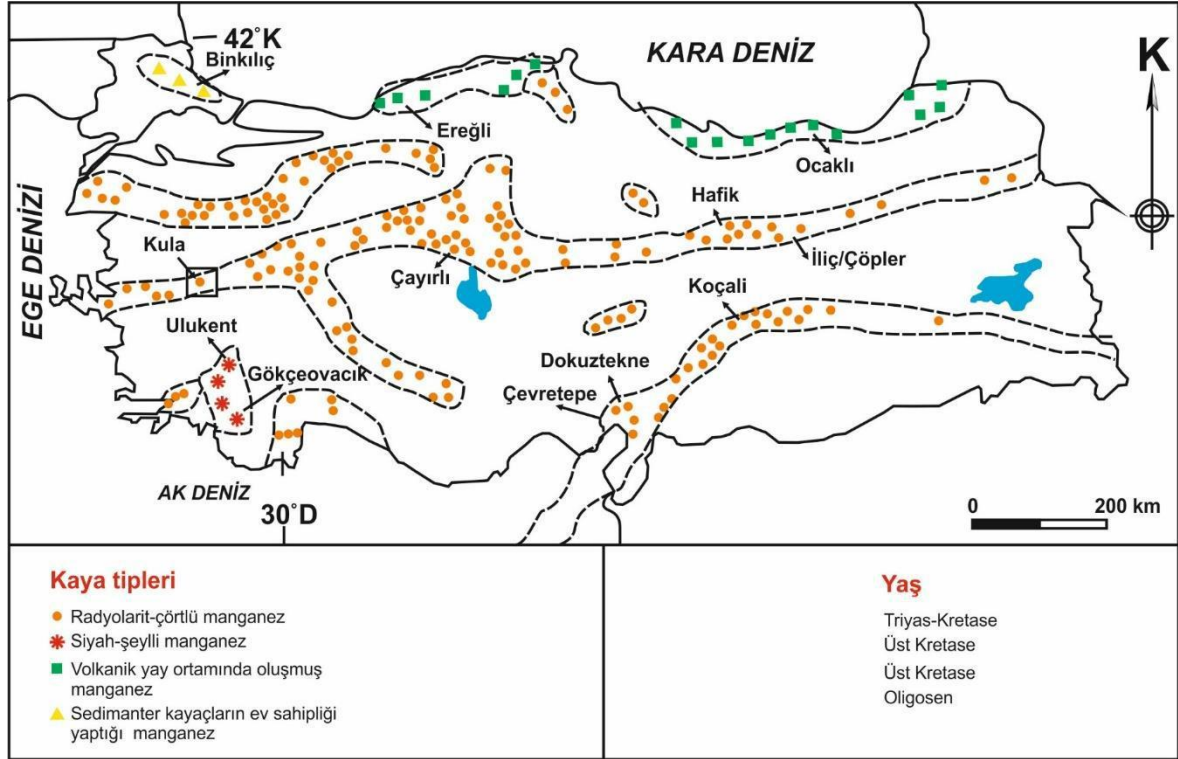 42°K
Binkılıç
KARA DENİZ
K
Ereğli
Ocaklı
EGE DENİZİ
Hafik
Kula
Çayırlı
İliç/Çöpler
Koçali
Ulukent
Gökçeovacık
Dokuztekne
Çevretepe
AK DENİZ
30°D
0 200 km
Kaya tipleri
Radyolarit-çörtlü manganez
Siyah-şeylli manganez
Volkanik yay ortamında oluşmuş
manganez
Sedimanter kayaçların ev sahipliği
yaptığı manganez
Yaş
Triyas-Kretase
Üst Kretase
Üst Kretase
Oligosen